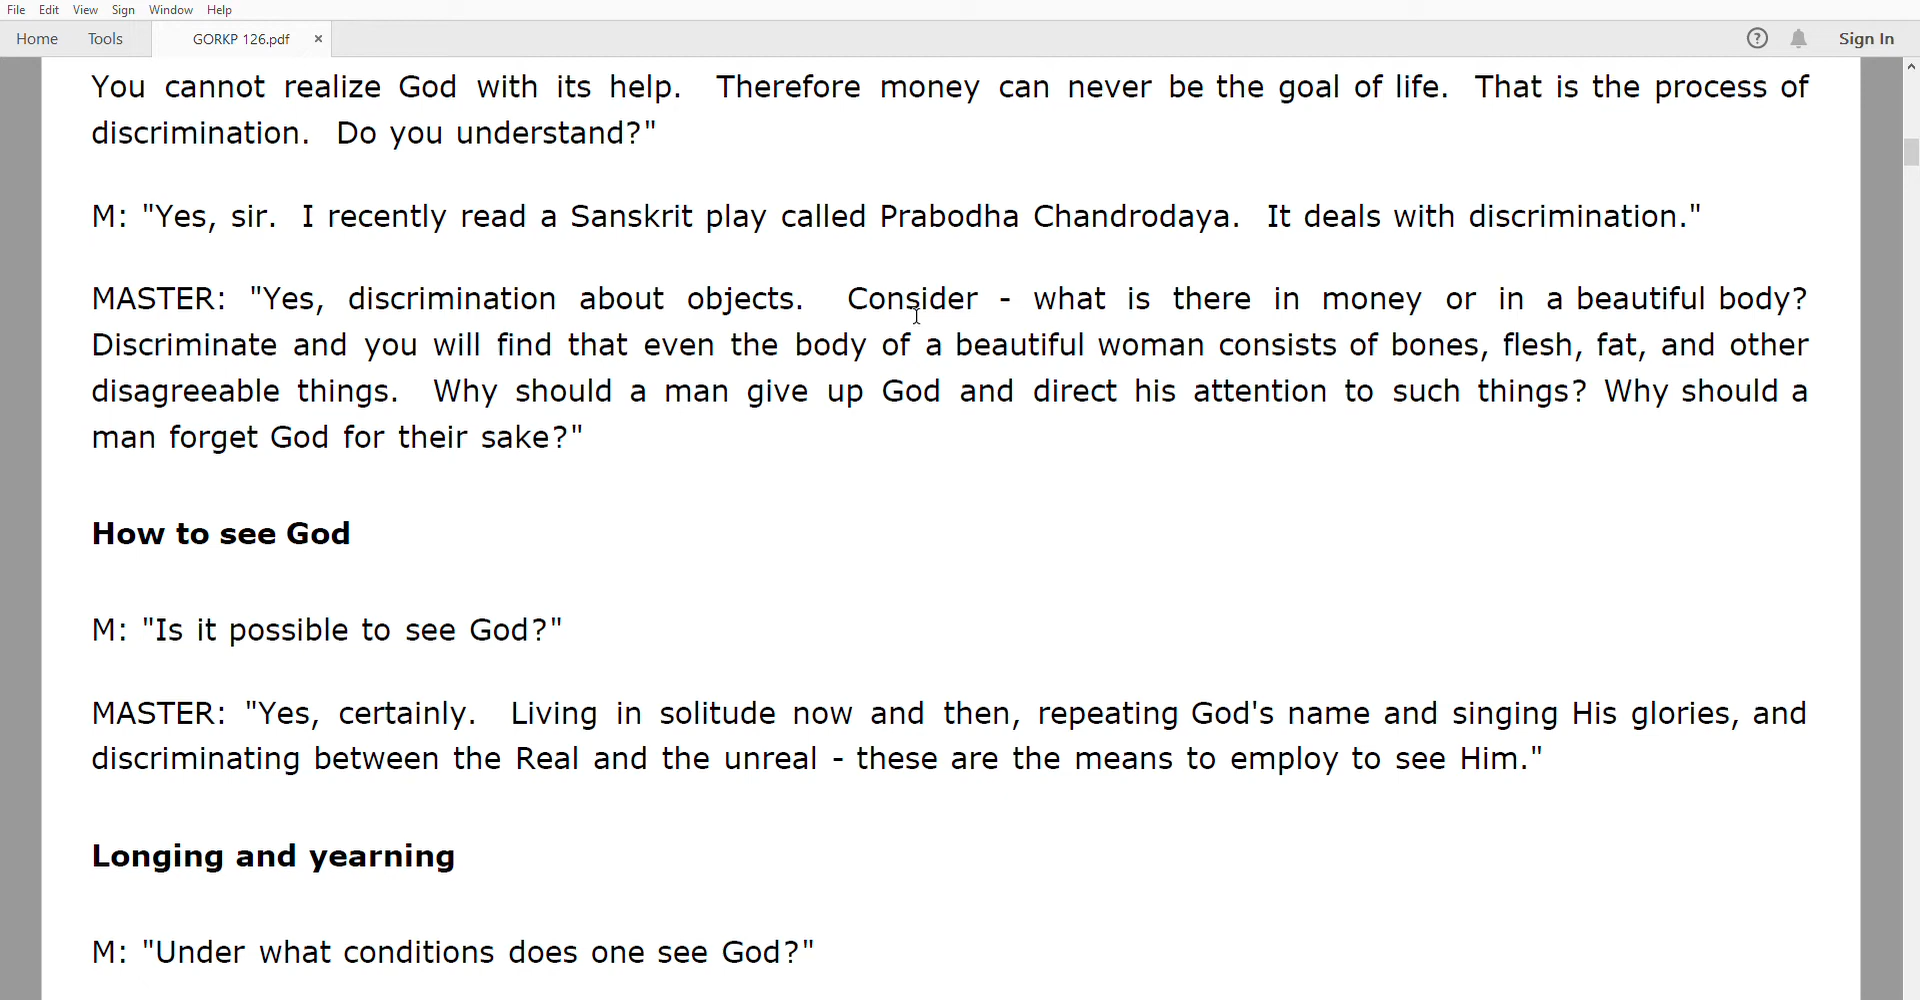 File Edit View Sign Window Help
Home Tools GORKP 126.pdf × ? Sign In
You cannot realize God with its help. Therefore money can never be the goal of life. That is the process of
discrimination. Do you understand?"
M: "Yes, sir. I recently read a Sanskrit play called Prabodha Chandrodaya. It deals with discrimination."
MASTER: "Yes, discrimination about objects. Consider - what is there in money or in a beautiful body?
Discriminate and you will find that even the body of a beautiful woman consists of bones, flesh, fat, and other
disagreeable things. Why should a man give up God and direct his attention to such things? Why should a
man forget God for their sake?"
How to see God
M: "Is it possible to see God?"
MASTER: "Yes, certainly. Living in solitude now and then, repeating God's name and singing His glories, and
discriminating between the Real and the unreal - these are the means to employ to see Him."
Longing and yearning
M: "Under what conditions does one see God?"